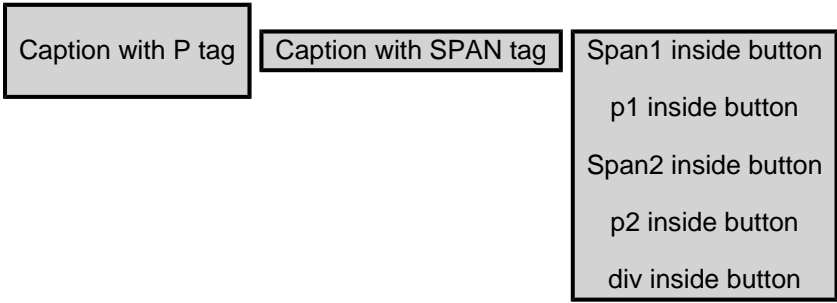 Caption with P tag
Caption with SPAN tag
Span1 inside button
p1 inside button
Span2 inside button
p2 inside button
div inside button